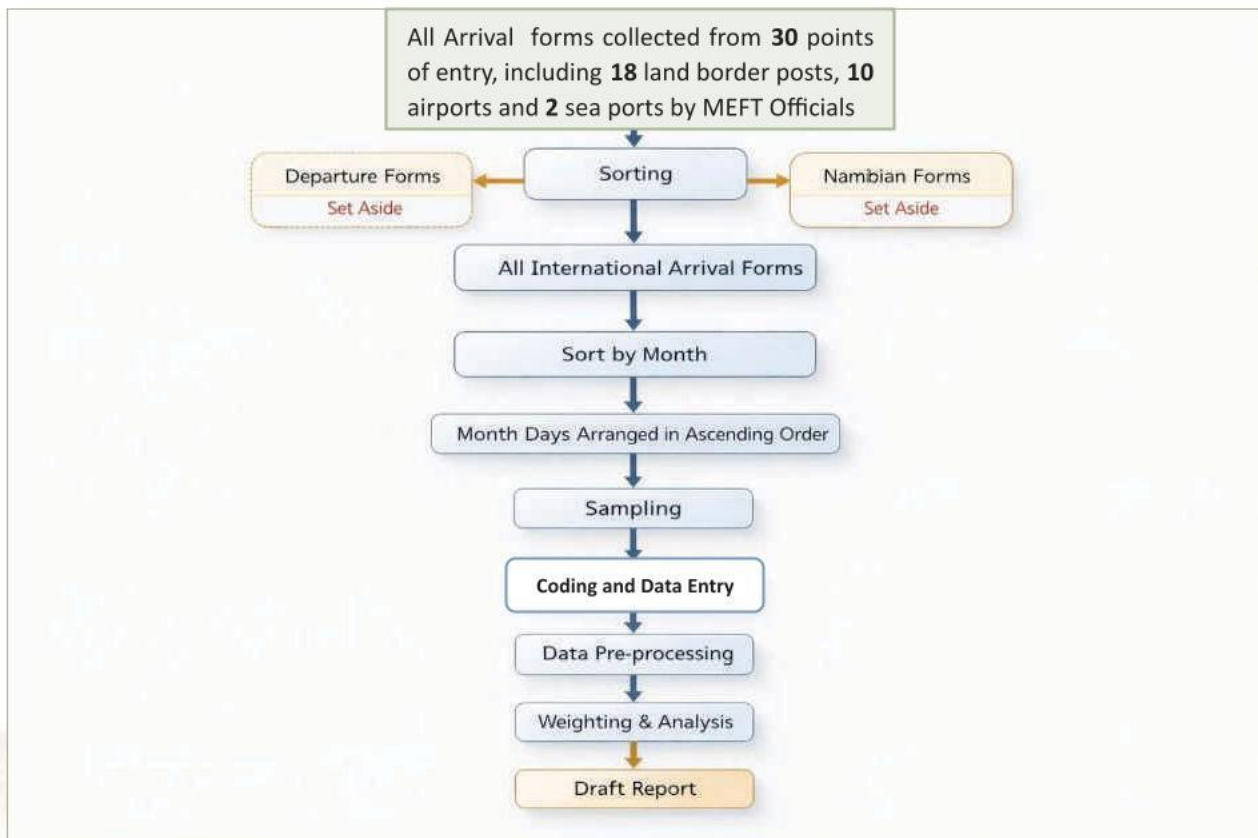 All Arrival forms collected from 30 points
of entry, including 18 land border posts, 10
airports and 2 sea ports by MEFT Officials
Departure Forms
Set Aside
Sorting
Namibian Forms
Set Aside
All International Arrival Forms
Sort by Month
Month Days Arranged in Ascending Order
Sampling
Coding and Data Entry
Data Pre-processing
Weighting & Analysis
Draft Report